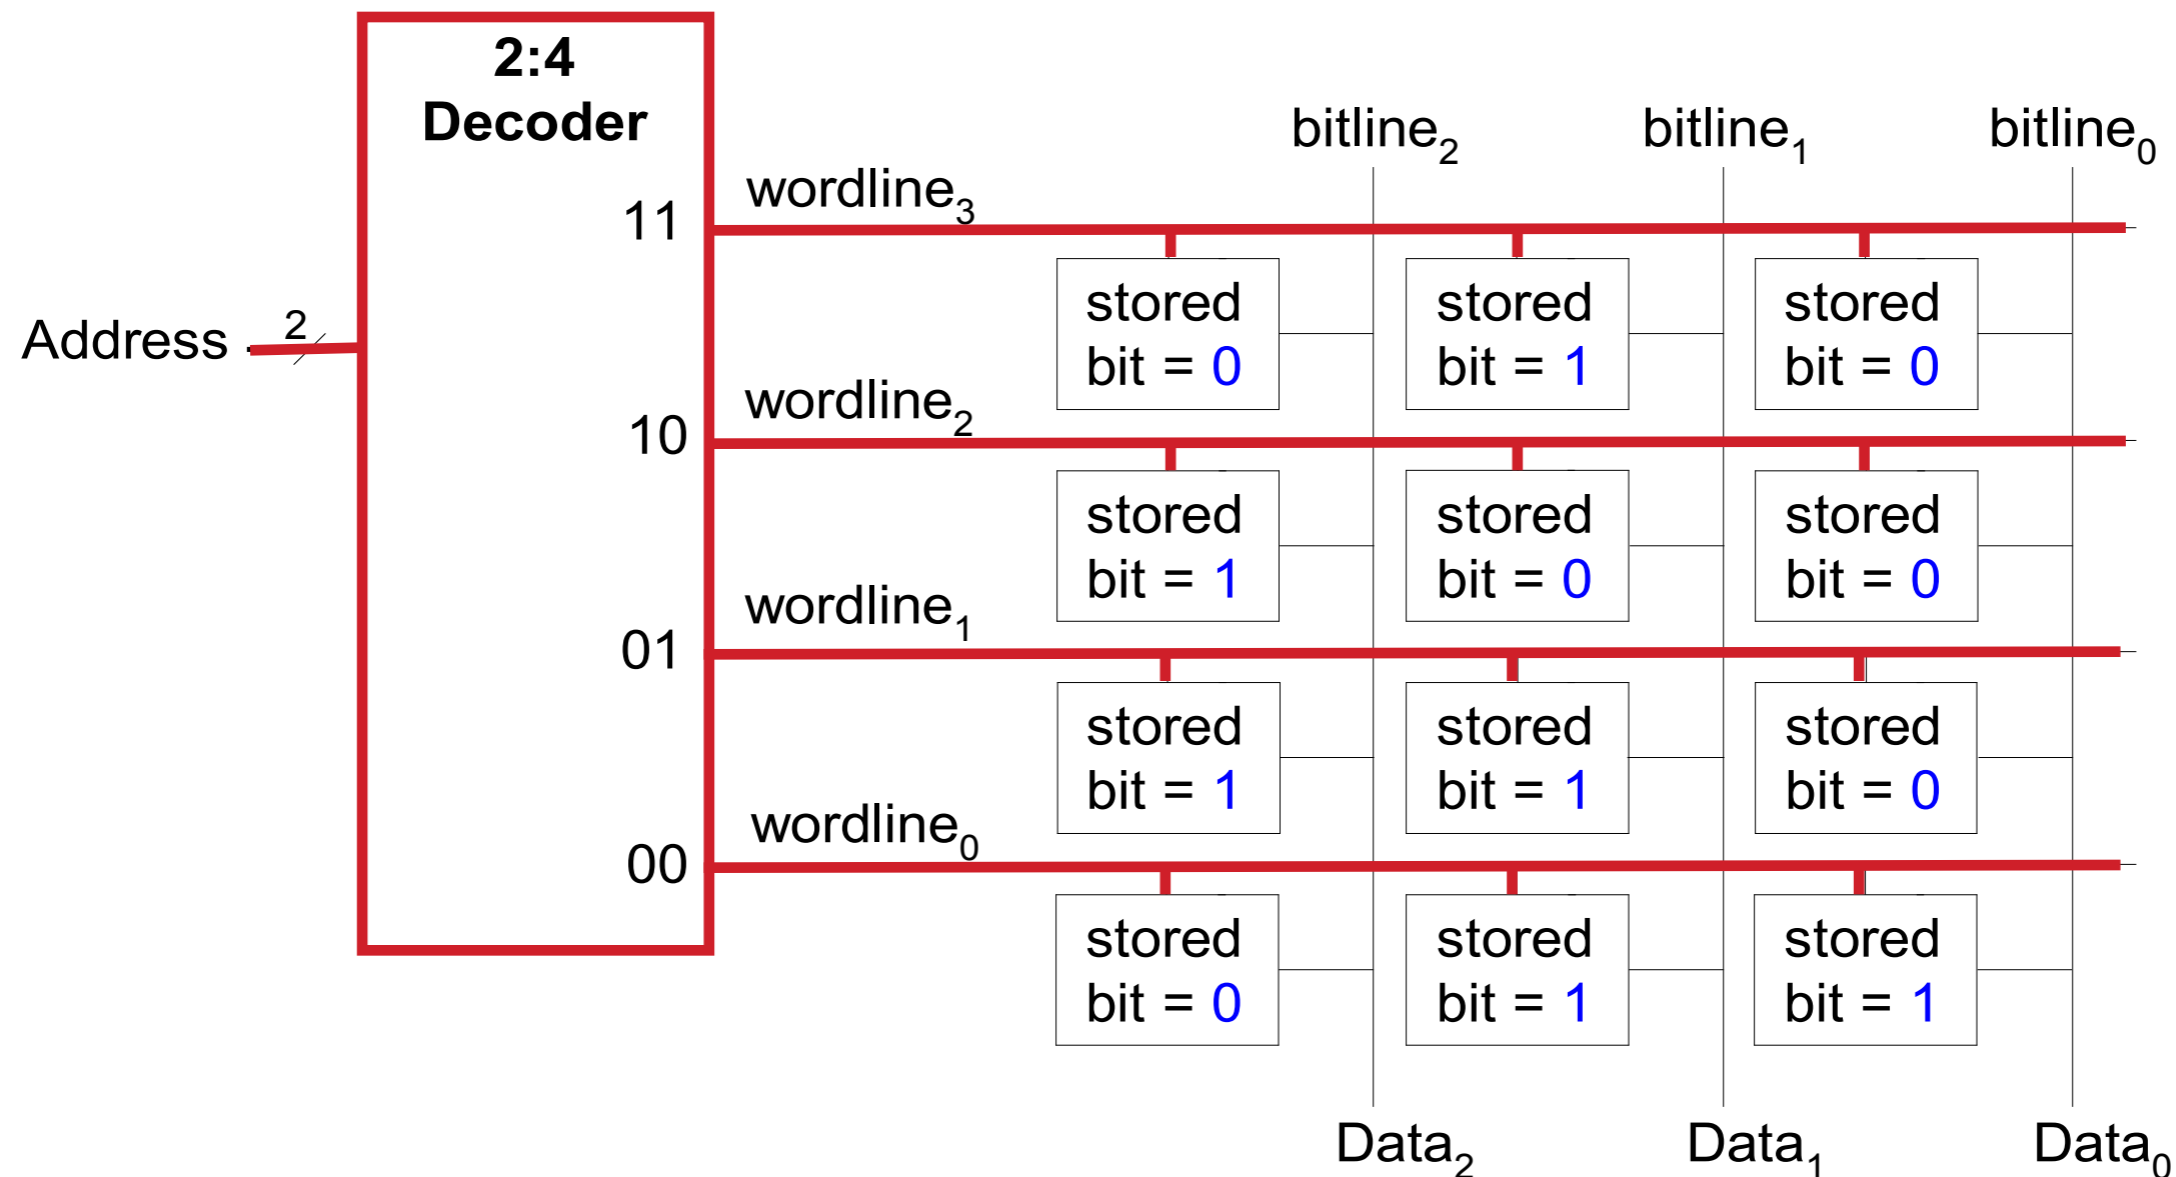 2:4
Decoder
bitline₂ bitline₁ bitline₀
wordline₃
11
stored stored stored
bit = 0 bit = 1 bit = 0
Address 2
wordline₂
10
stored stored stored
bit = 1 bit = 0 bit = 0
wordline₁
01
stored stored stored
bit = 1 bit = 1 bit = 0
wordline₀
00
stored stored stored
bit = 0 bit = 1 bit = 1
Data₂ Data₁ Data₀